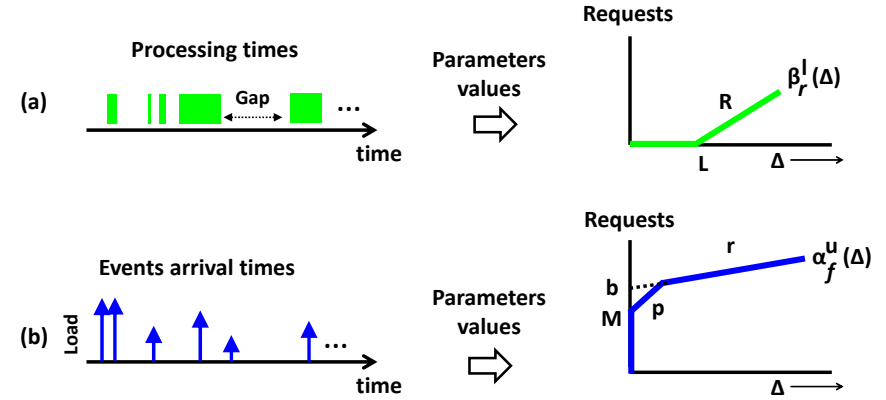 Requests
Processing times
Parameters
values
(a)
Gap
...
time
R
β_r^l(Δ)
L
Δ
Requests
Events arrival times
Parameters
values
(b)
Load
...
time
r
α_f^u(Δ)
b
M
p
Δ